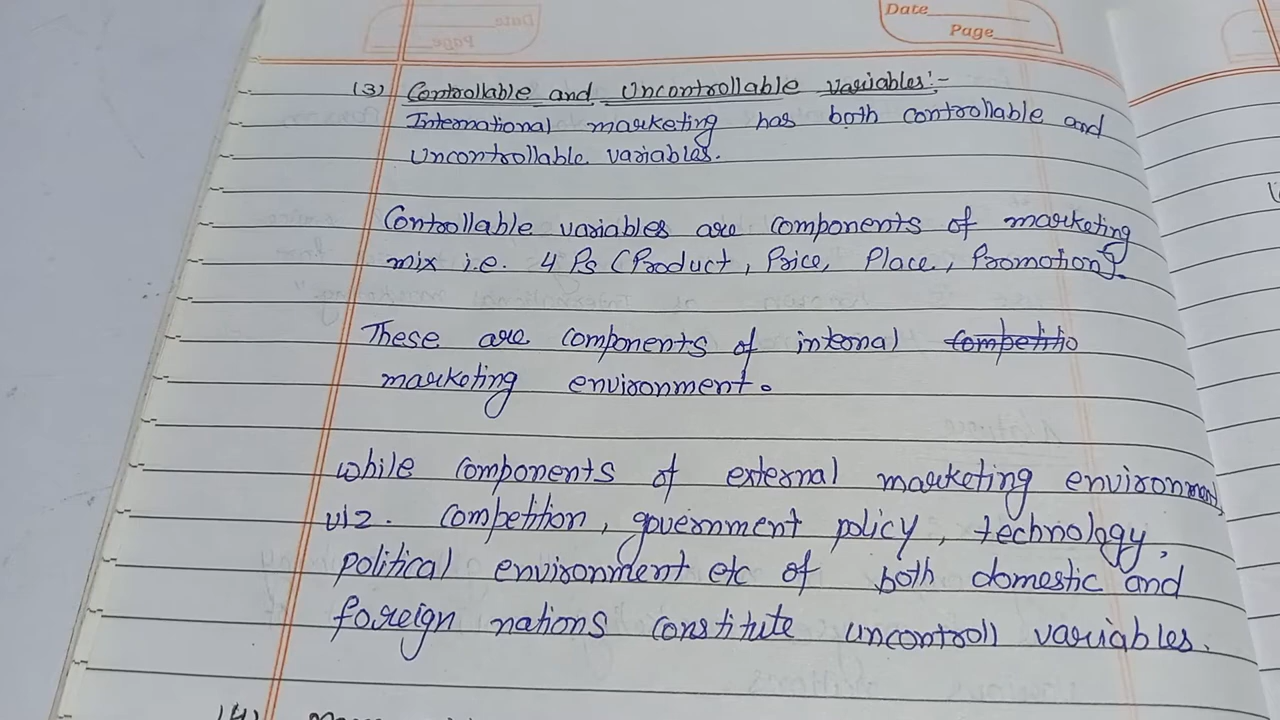 Date
Page
(3) Controllable and Uncontrollable variables:-
International marketing has both controllable and
Uncontrollable variables.
Controllable variables are components of marketing
mix i.e. 4 Ps (Product, Price, Place, Promotion)
These are components of internal competitio
marketing environment.
while components of external marketing environment
viz. competition, government policy, technology,
political environment etc of both domestic and
foreign nations constitute uncontroll variables.
(4)